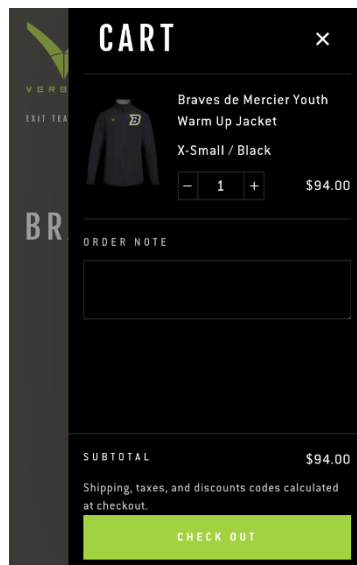 CART
×
VERB
EXIT TEA
BR
Braves de Mercier Youth
Warm Up Jacket
X-Small / Black
B
− 1 + $94.00
ORDER NOTE
SUBTOTAL $94.00
Shipping, taxes, and discounts codes calculated
at checkout.
CHECK OUT